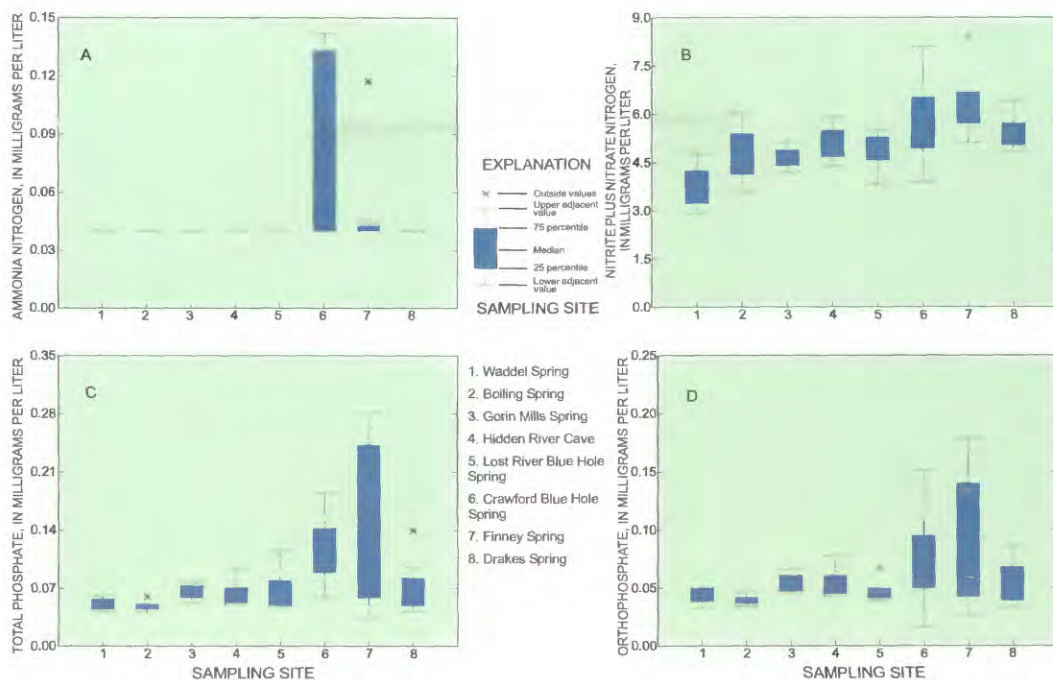 AMMONIA NITROGEN, IN MILLIGRAMS PER LITER
0.15
0.12
0.09
0.06
0.03
0.00
A
1 2 3 4 5 6 7 8
EXPLANATION
Outside values
Upper adjacent
value
75 percentile
Median
25 percentile
Lower adjacent
value
SAMPLING SITE
NITRITE PLUS NITRATE NITROGEN,
IN MILLIGRAMS PER LITER
9.0
7.5
6.0
4.5
3.0
1.5
0.0
B
1 2 3 4 5 6 7 8
TOTAL PHOSPHATE, IN MILLIGRAMS PER LITER
0.35
0.28
0.21
0.14
0.07
0.00
C
1 2 3 4 5 6 7 8
SAMPLING SITE
1. Waddel Spring
2. Boiling Spring
3. Gorin Mills Spring
4. Hidden River Cave
5. Lost River Blue Hole
Spring
6. Crawford Blue Hole
Spring
7. Finney Spring
8. Drakes Spring
ORTHOPHOSPHATE, IN MILLIGRAMS PER LITER
0.25
0.20
0.15
0.10
0.05
0.00
D
1 2 3 4 5 6 7 8
SAMPLING SITE